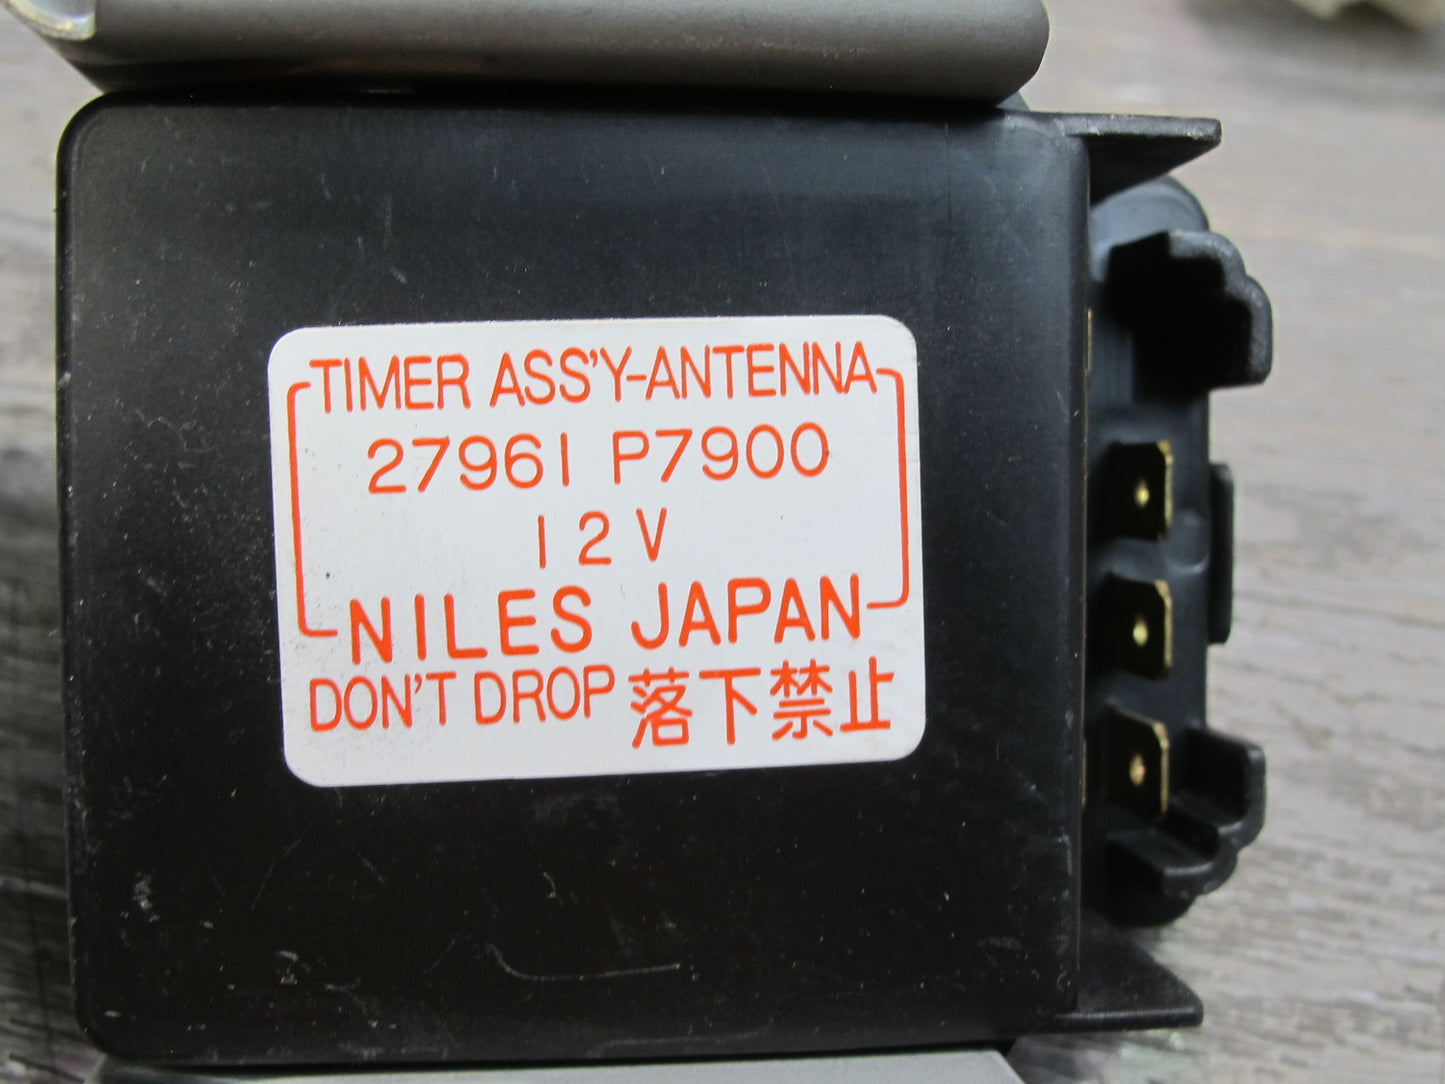 TIMER ASS'Y-ANTENNA
27961 P7900
12V
NILES JAPAN
DON'T DROP 落下禁止